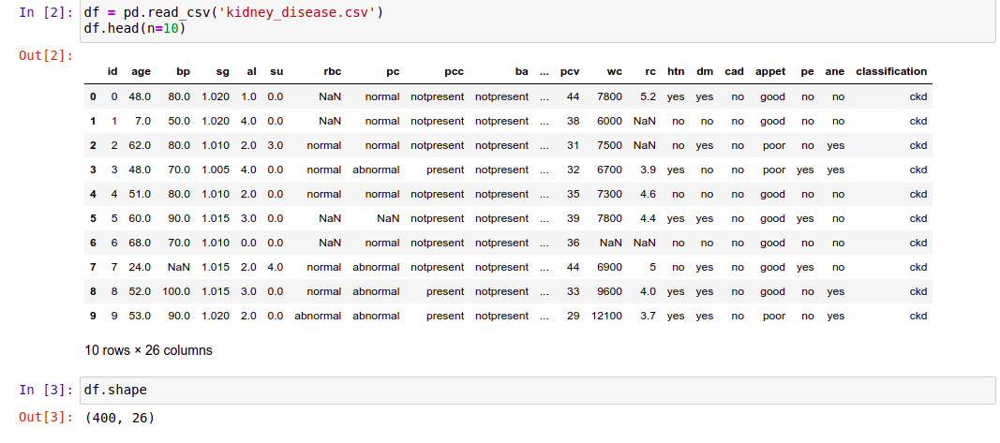 In [2]: df = pd.read_csv('kidney_disease.csv')
df.head(n=10)
Out[2]:
id age bp sg al su rbc pc pcc ba ... pcv wc rc htn dm cad appet pe ane classification
0 0 48.0 80.0 1.020 1.0 0.0 NaN normal notpresent notpresent ... 44 7800 5.2 yes yes no good no no ckd
1 1 7.0 50.0 1.020 4.0 0.0 NaN normal notpresent notpresent ... 38 6000 NaN no no no good no no ckd
2 2 62.0 80.0 1.010 2.0 3.0 normal normal notpresent notpresent ... 31 7500 NaN no yes no poor no yes ckd
3 3 48.0 70.0 1.005 4.0 0.0 normal abnormal present notpresent ... 32 6700 3.9 yes no no poor yes yes ckd
4 4 51.0 80.0 1.010 2.0 0.0 normal normal notpresent notpresent ... 35 7300 4.6 no no no good no no ckd
5 5 60.0 90.0 1.015 3.0 0.0 NaN NaN notpresent notpresent ... 39 7800 4.4 yes yes no good yes no ckd
6 6 68.0 70.0 1.010 0.0 0.0 NaN normal notpresent notpresent ... 36 NaN NaN no no no good no no ckd
7 7 24.0 NaN 1.015 2.0 4.0 normal abnormal notpresent notpresent ... 44 6900 5 no yes no good yes no ckd
8 8 52.0 100.0 1.015 3.0 0.0 normal abnormal present notpresent ... 33 9600 4.0 yes yes no good no yes ckd
9 9 53.0 90.0 1.020 2.0 0.0 abnormal abnormal present notpresent ... 29 12100 3.7 yes yes no poor no yes ckd
10 rows × 26 columns
In [3]: df.shape
Out[3]: (400, 26)